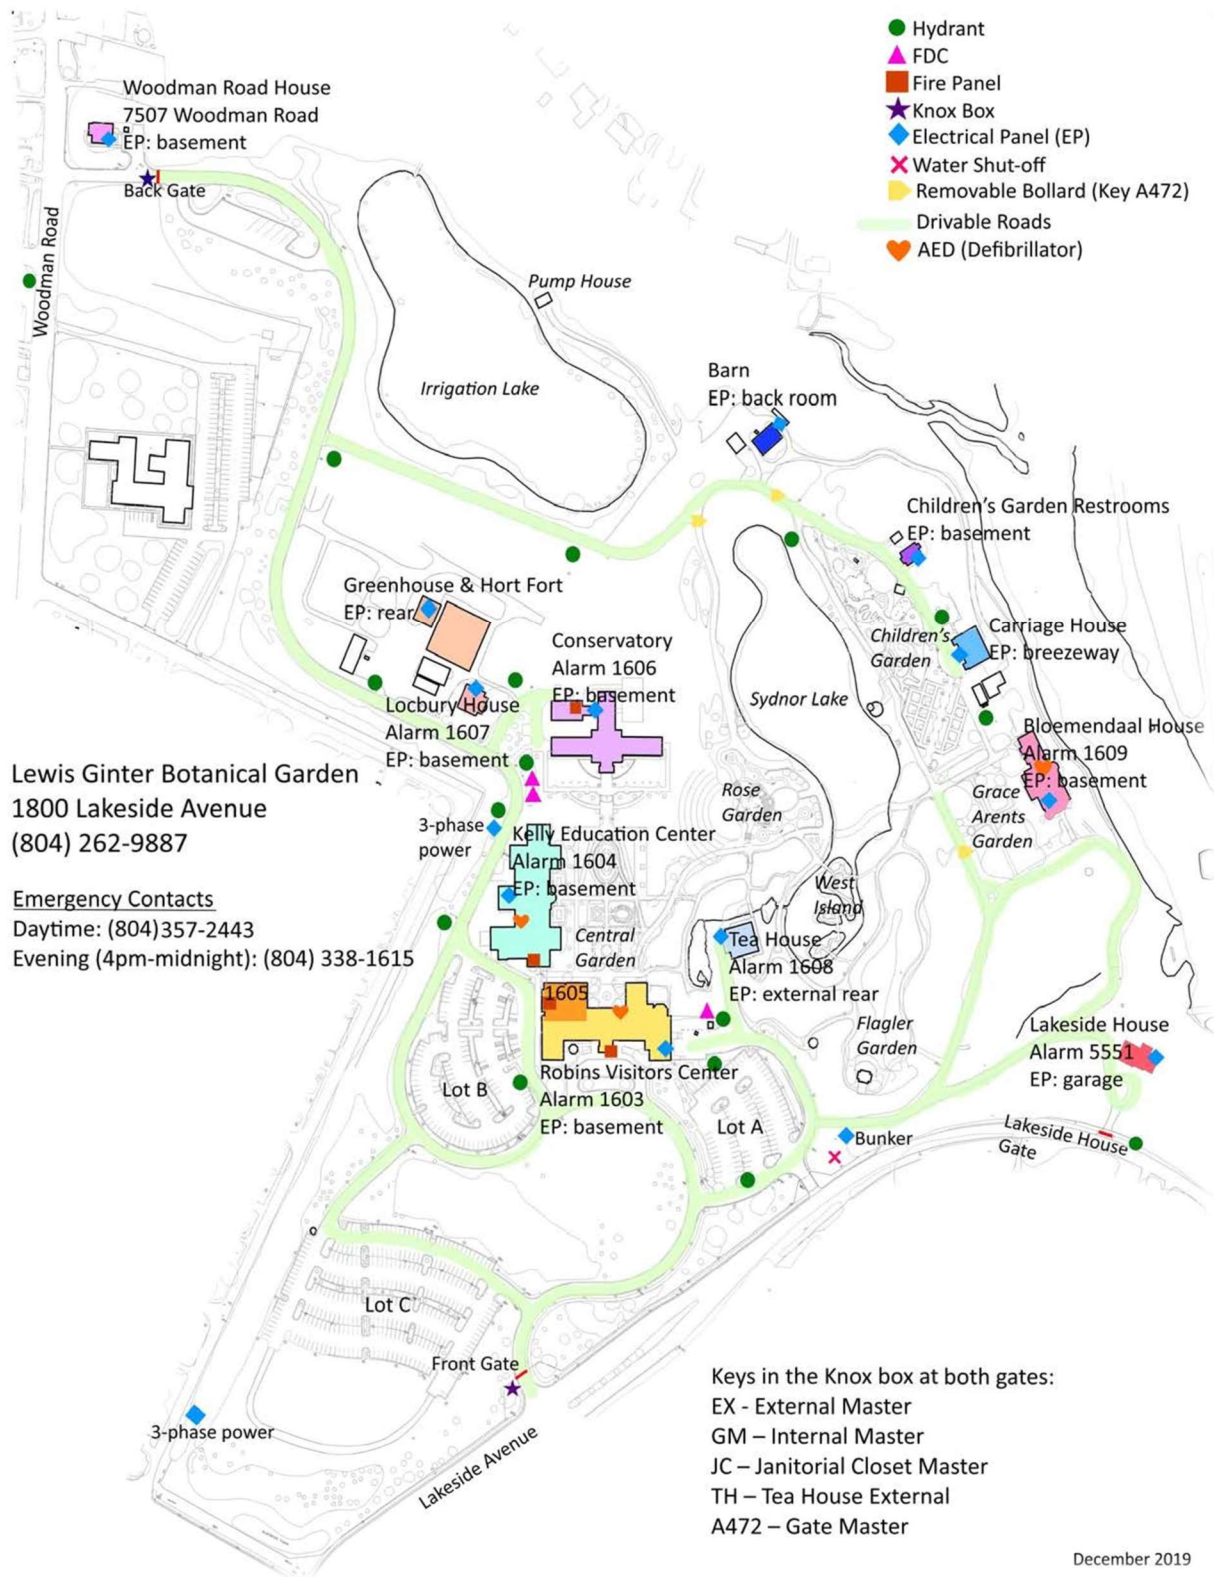 Hydrant
FDC
Fire Panel
Knox Box
Electrical Panel (EP)
Water Shut-off
Removable Bollard (Key A472)
Drivable Roads
AED (Defibrillator)
Woodman Road House
7507 Woodman Road
EP: basement
Back Gate
Woodman Road
Pump House
Irrigation Lake
Barn
EP: back room
Children's Garden Restrooms
EP: basement
Greenhouse & Hort Fort
EP: rear
Conservatory
Alarm 1606
EP: basement
Children's
Garden
Carriage House
EP: breezeway
Sydnor Lake
Locbury House
Alarm 1607
EP: basement
Bloemendaal House
Alarm 1609
EP: basement
Lewis Ginter Botanical Garden
1800 Lakeside Avenue
(804) 262-9887
Rose
Garden
Grace
Arents
Garden
3-phase
power
Kelly Education Center
Alarm 1604
EP: basement
Emergency Contacts
Daytime: (804)357-2443
Evening (4pm-midnight): (804) 338-1615
West
Island
Central
Garden
Tea House
Alarm 1608
EP: external rear
1605
Flagler
Garden
Lakeside House
Alarm 5551
EP: garage
Robins Visitors Center
Alarm 1603
EP: basement
Lot B
Lot A
Bunker
Lakeside House
Gate
Lot C
Front Gate
3-phase power
Lakeside Avenue
Keys in the Knox box at both gates:
EX - External Master
GM – Internal Master
JC – Janitorial Closet Master
TH – Tea House External
A472 – Gate Master
December 2019